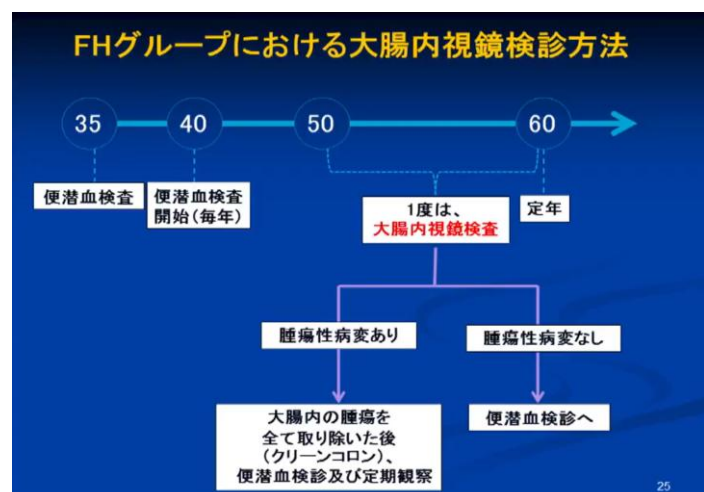 FHグループにおける大腸内視鏡検診方法
35
40
50
60
便潜血検査
便潜血検査
開始(毎年)
1度は、
大腸内視鏡検査
定年
腫瘍性病変あり
腫瘍性病変なし
大腸内の腫瘍を
全て取り除いた後
(クリーンコロン)、
便潜血検診及び定期観察
便潜血検診へ
25